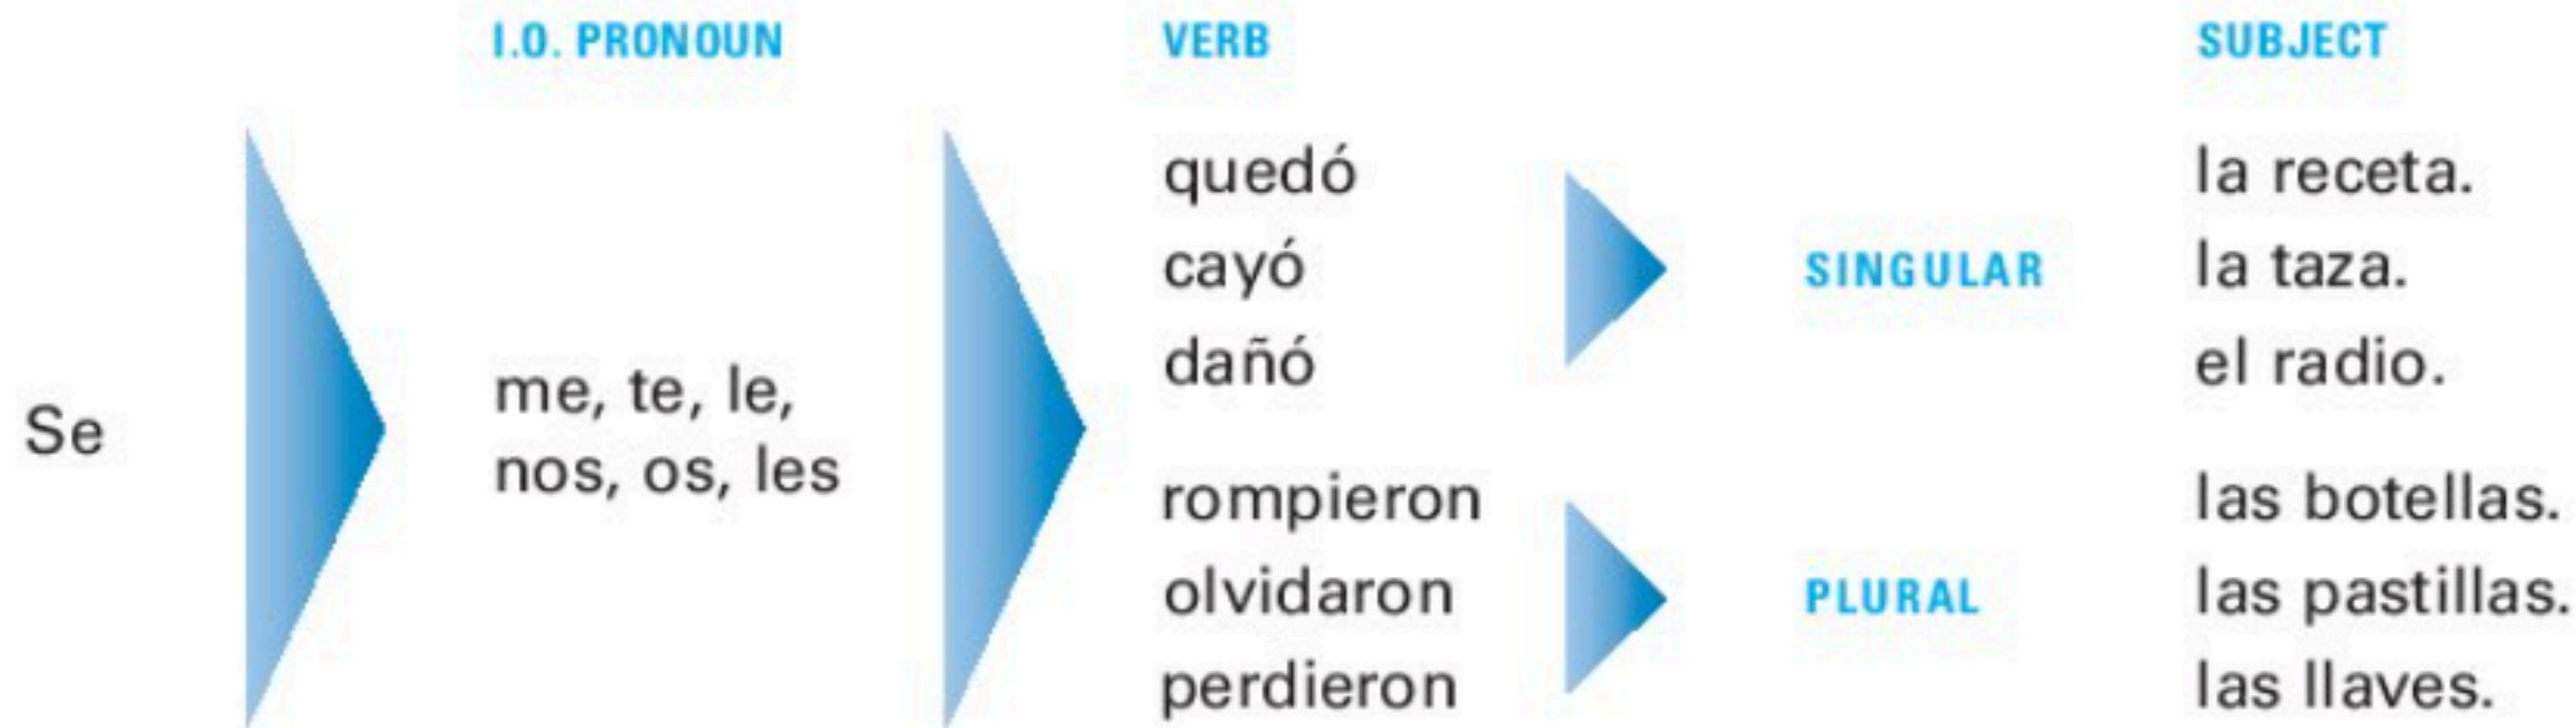 I.O. PRONOUN VERB SUBJECT
quedó la receta.
cayó SINGULAR la taza.
dañó el radio.
Se me, te, le,
nos, os, les
rompieron las botellas.
olvidaron PLURAL las pastillas.
perdieron las llaves.